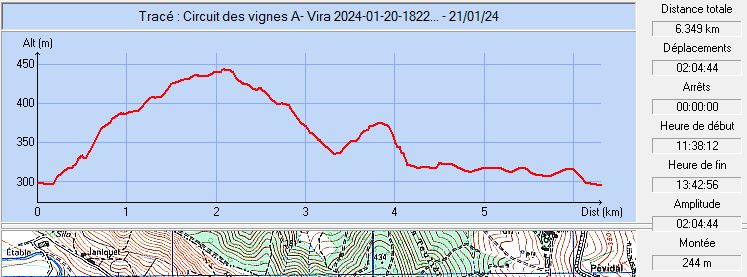 Tracé : Circuit des vignes A- Vira 2024-01-20-1822... - 21/01/24
Alt (m)
450
400
350
300
0 1 2 3 4 5 Dist (km)
Distance totale
6.349 km
Déplacements
02:04:44
Arrêts
00:00:00
Heure de début
11:38:12
Heure de fin
13:42:56
Amplitude
02:04:44
Montée
244 m
Silo
Étable
Janiquet
434
Pévidal